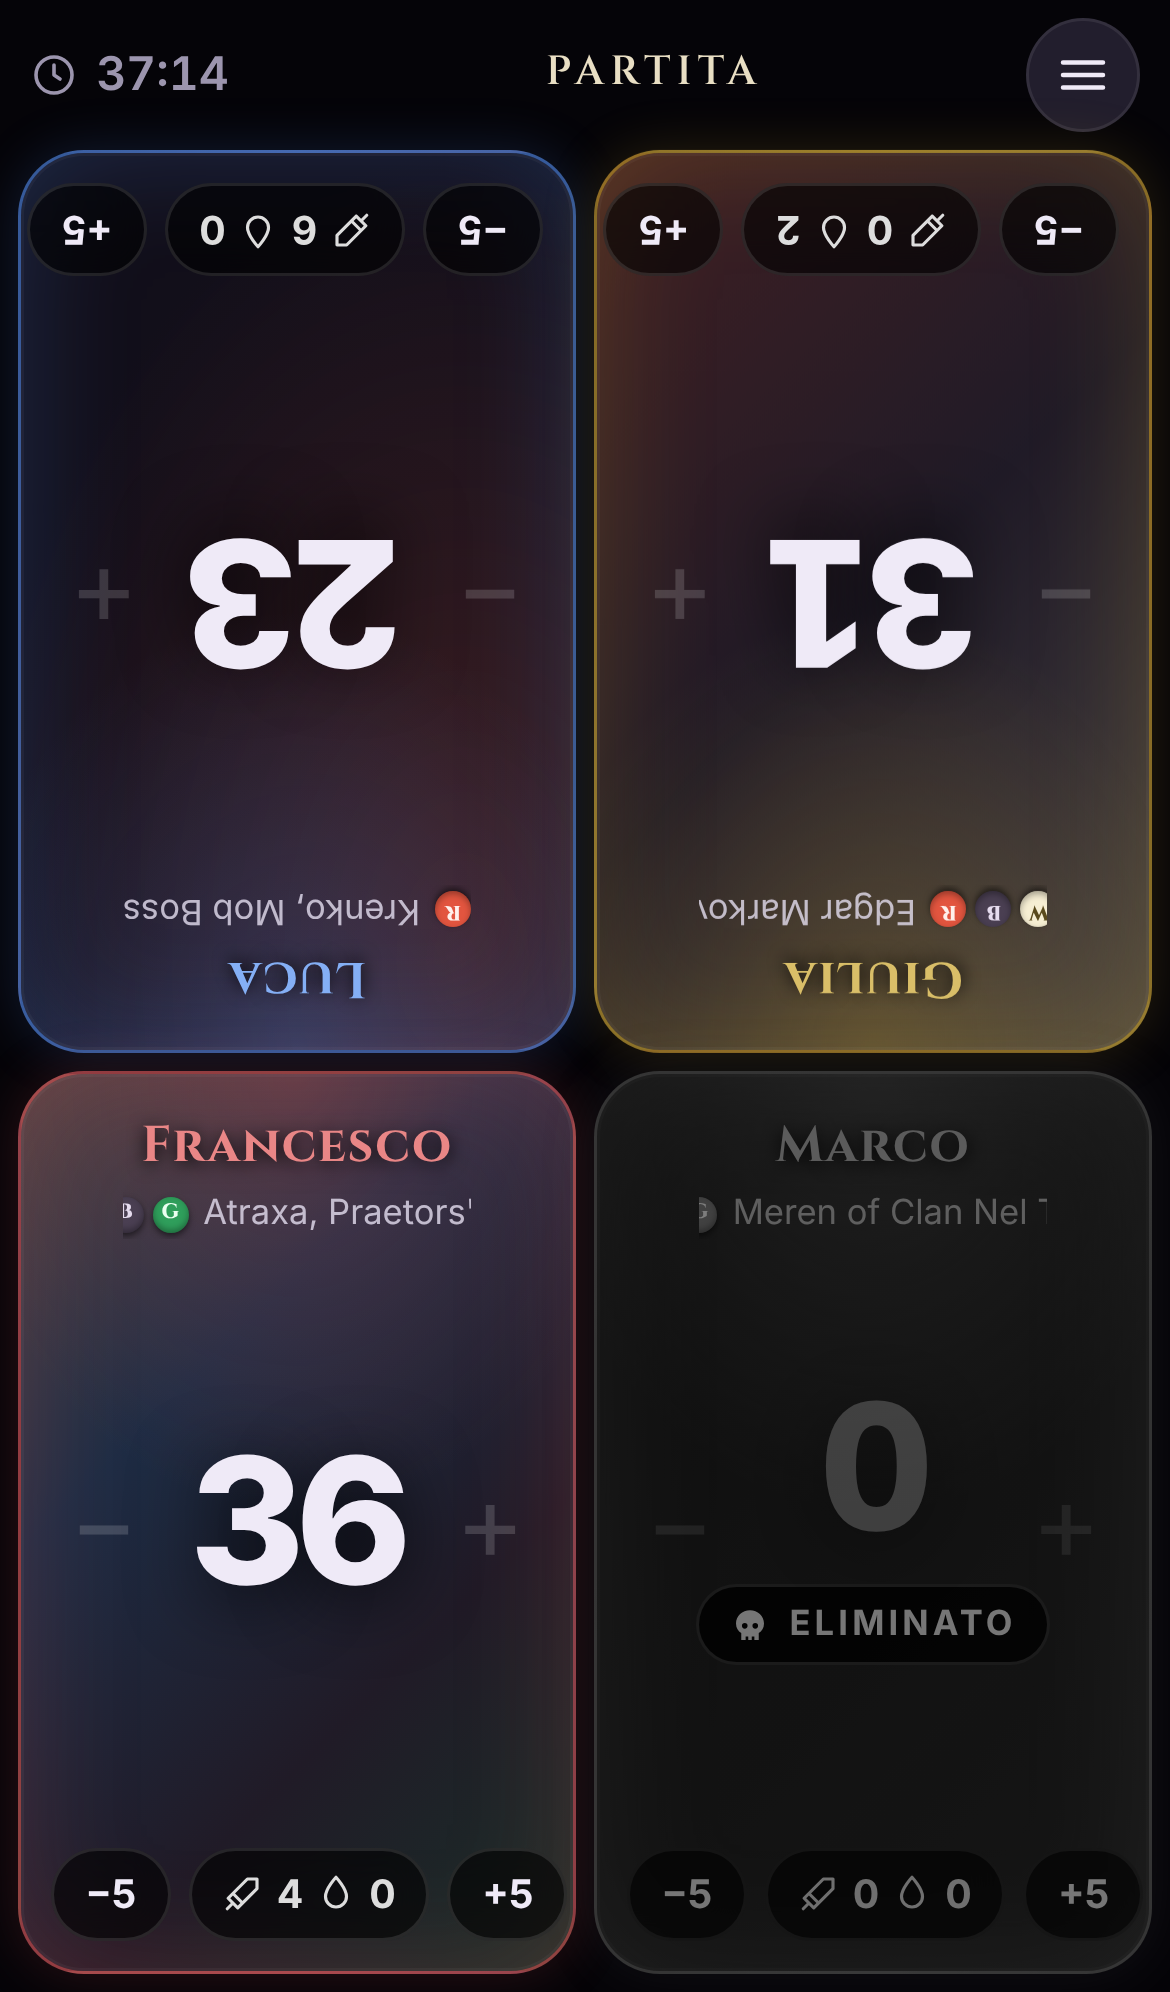 37:14 PARTITA
LUCA
R Krenko, Mob Boss
− 23 +
−5 6 0 +5
GIULIA
W B R Edgar Markov
− 31 +
−5 0 2 +5
FRANCESCO
B G Atraxa, Praetors'
− 36 +
−5 4 0 +5
MARCO
G Meren of Clan Nel T
− 0 +
ELIMINATO
−5 0 0 +5